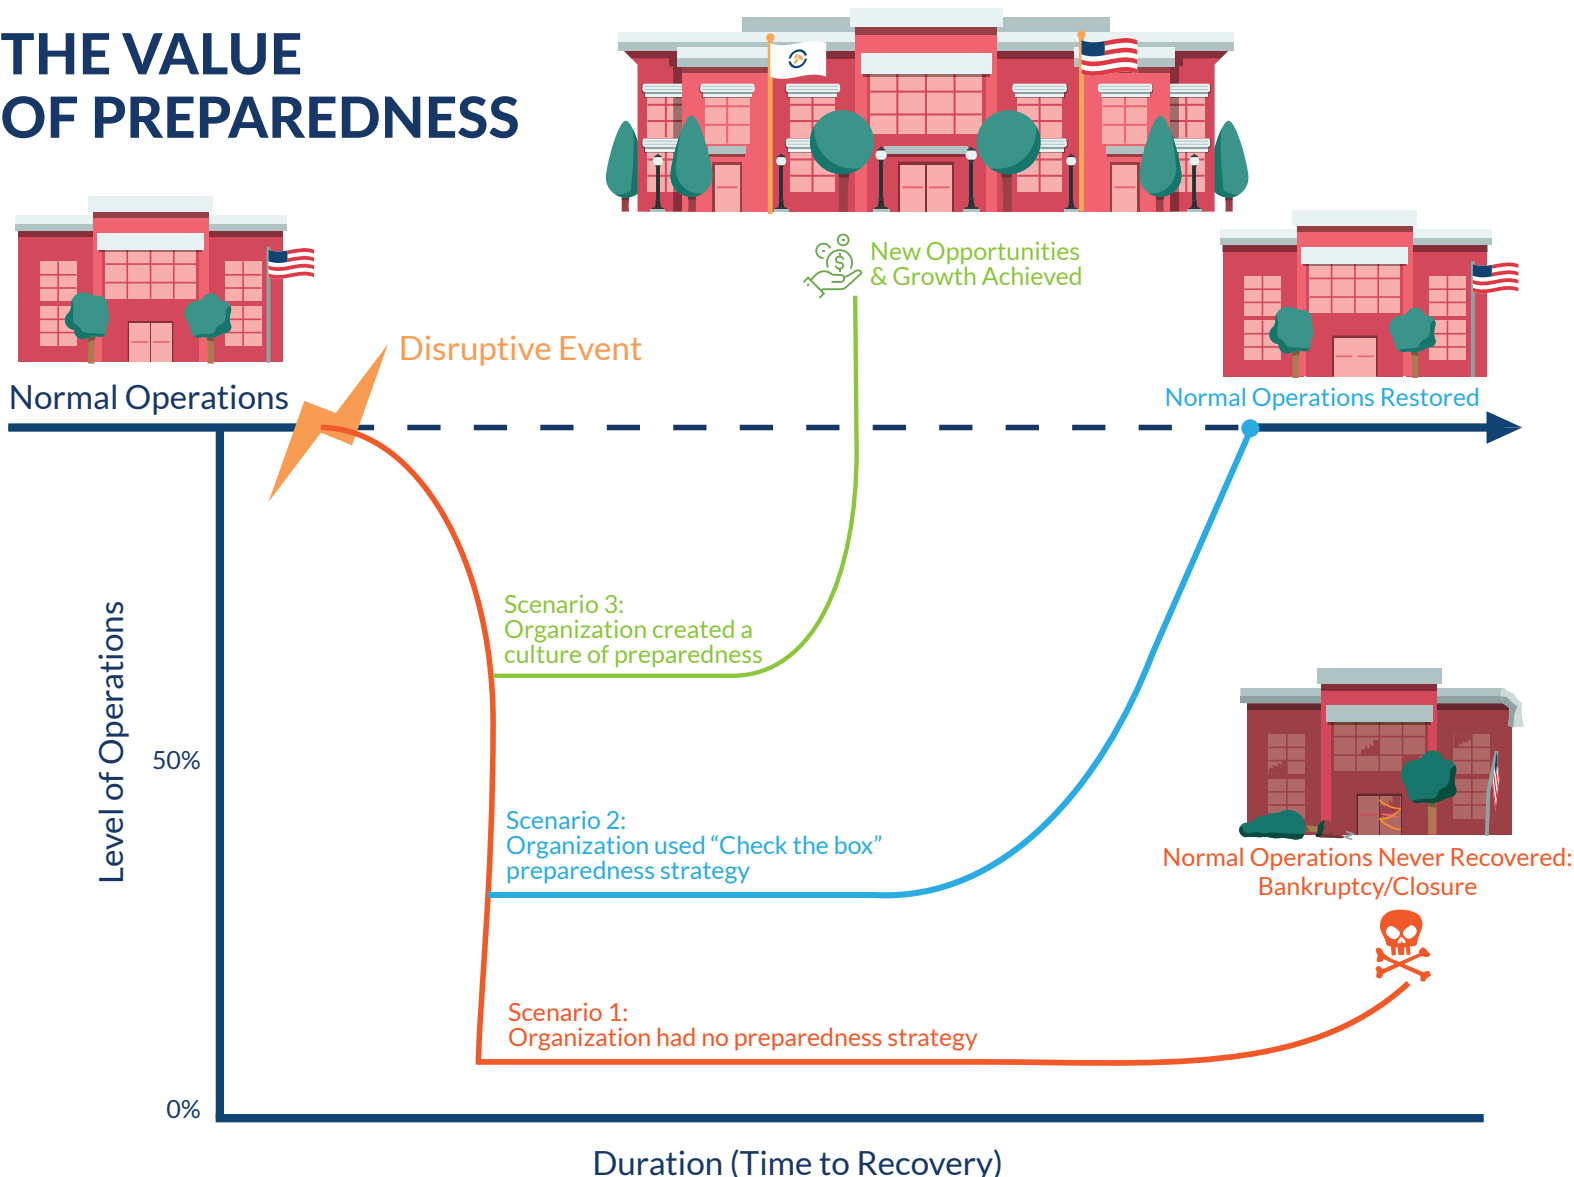 THE VALUE
OF PREPAREDNESS
New Opportunities
& Growth Achieved
Disruptive Event
Normal Operations
Normal Operations Restored
Scenario 3:
Organization created a
culture of preparedness
Level of Operations
50%
Scenario 2:
Organization used “Check the box”
preparedness strategy
Normal Operations Never Recovered:
Bankruptcy/Closure
Scenario 1:
Organization had no preparedness strategy
0%
Duration (Time to Recovery)